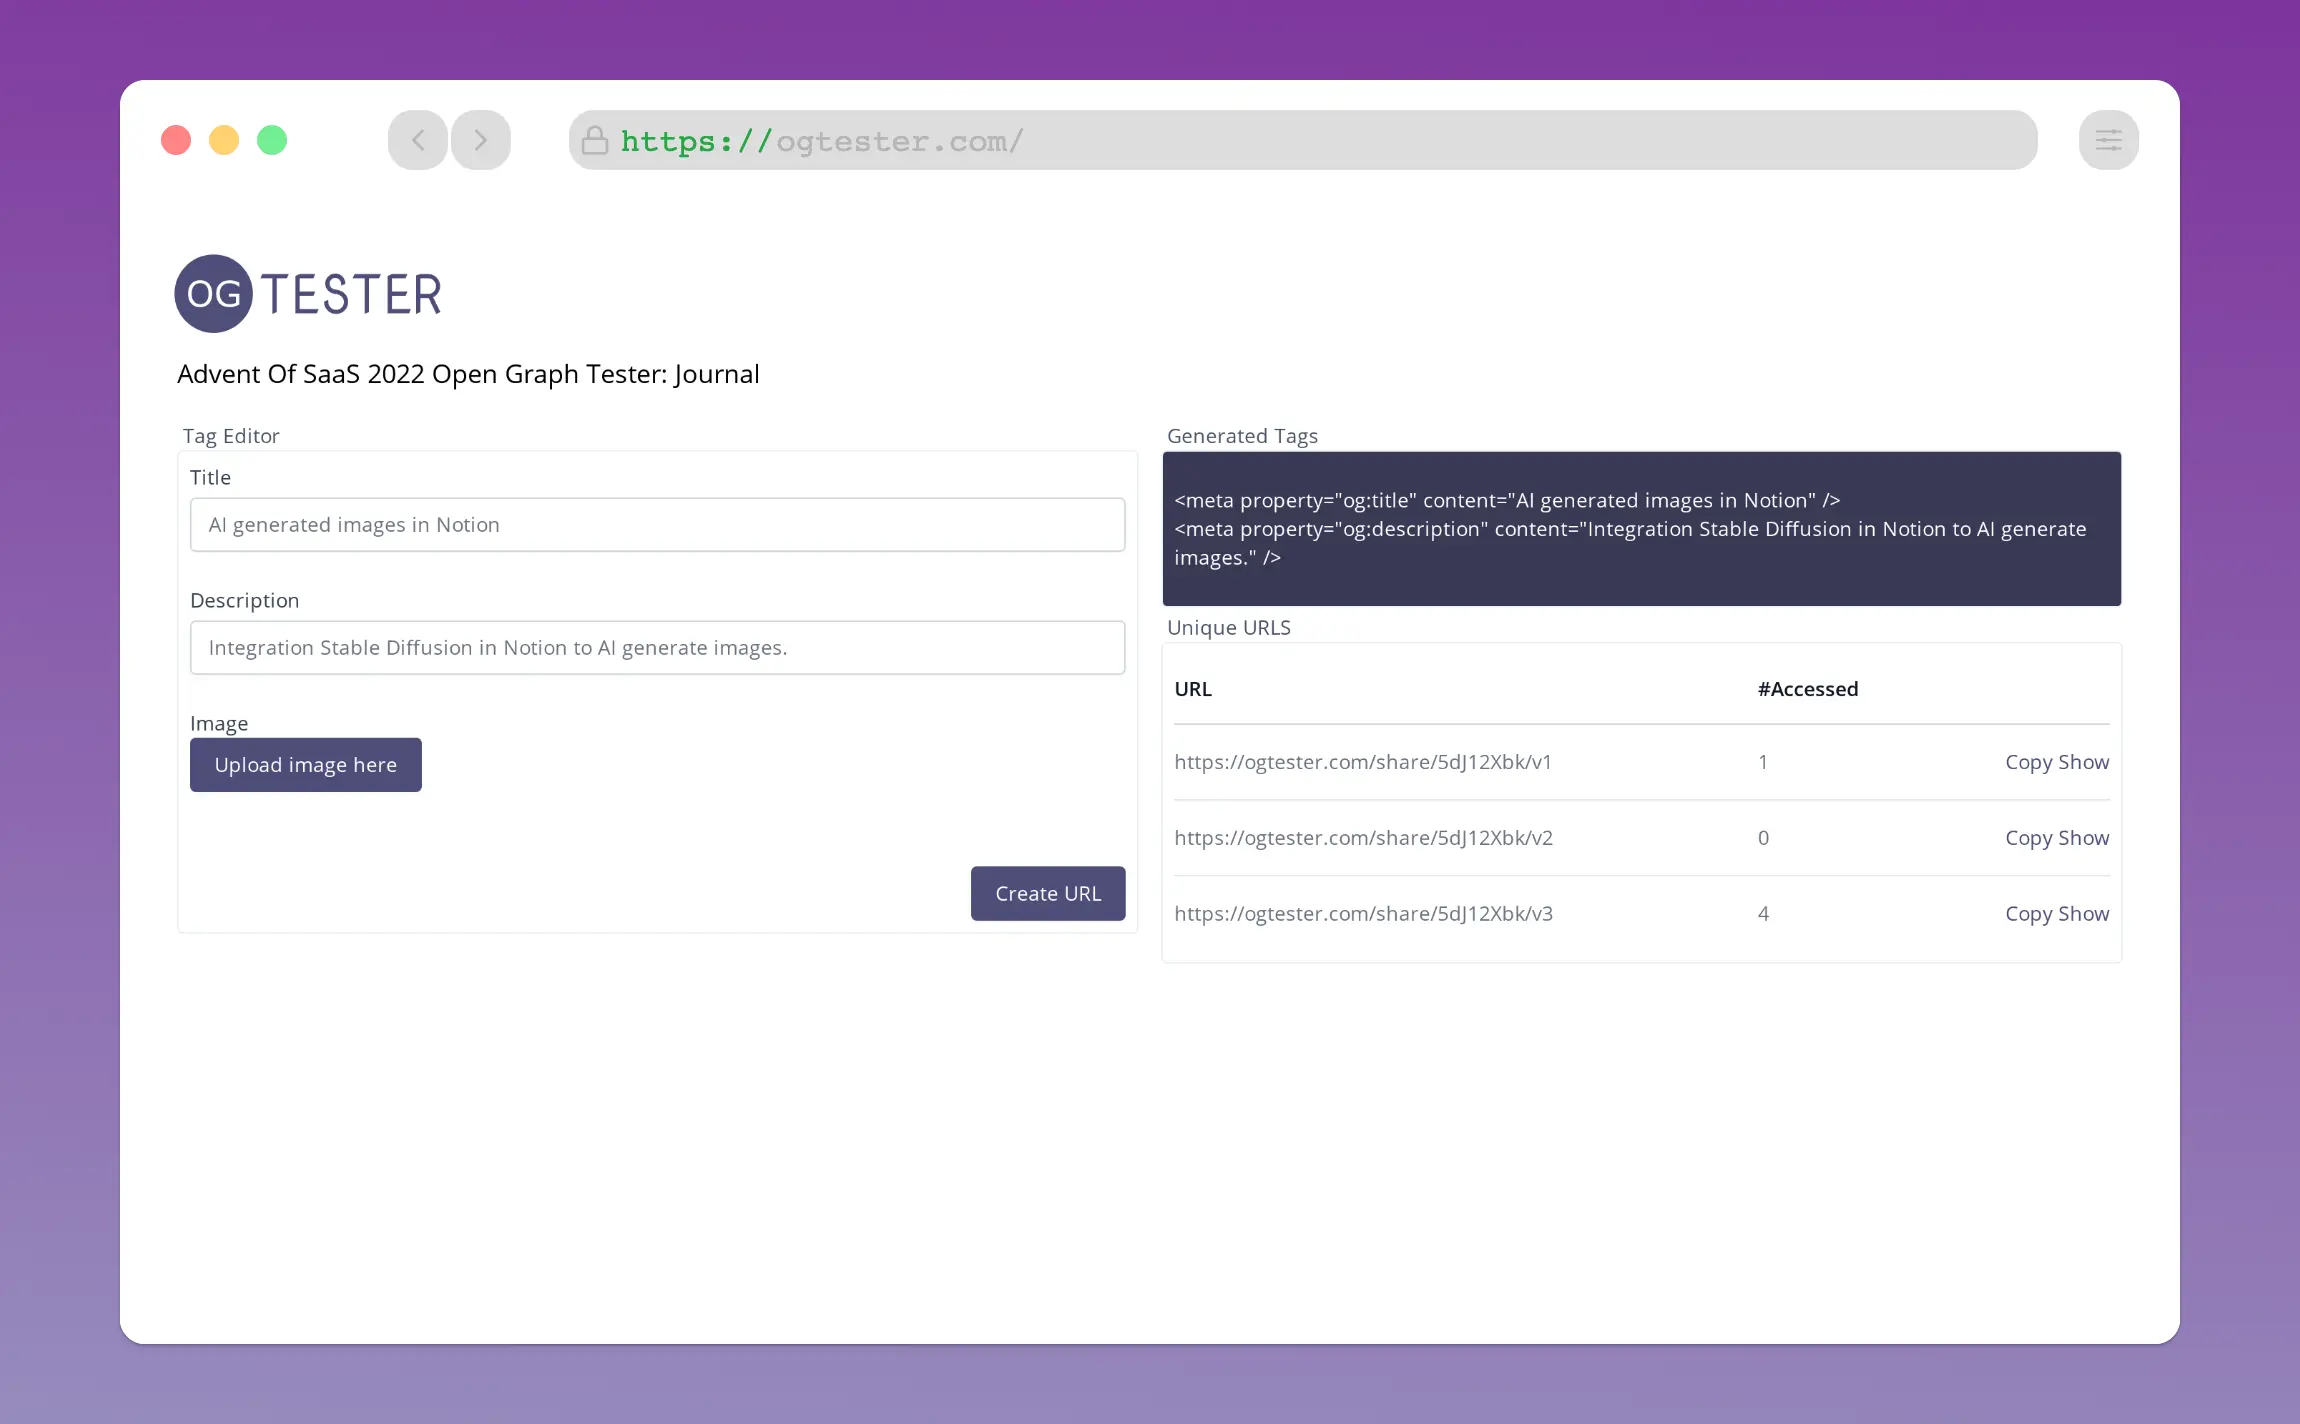 https://ogtester.com/
OG TESTER
Advent Of SaaS 2022 Open Graph Tester: Journal
Tag Editor
Title
AI generated images in Notion
Description
Integration Stable Diffusion in Notion to AI generate images.
Image
Upload image here
Create URL
Generated Tags
<meta property="og:title" content="AI generated images in Notion" />
<meta property="og:description" content="Integration Stable Diffusion in Notion to AI generate
images." />
Unique URLS
URL #Accessed
https://ogtester.com/share/5dJ12Xbk/v1 1 Copy Show
https://ogtester.com/share/5dJ12Xbk/v2 0 Copy Show
https://ogtester.com/share/5dJ12Xbk/v3 4 Copy Show